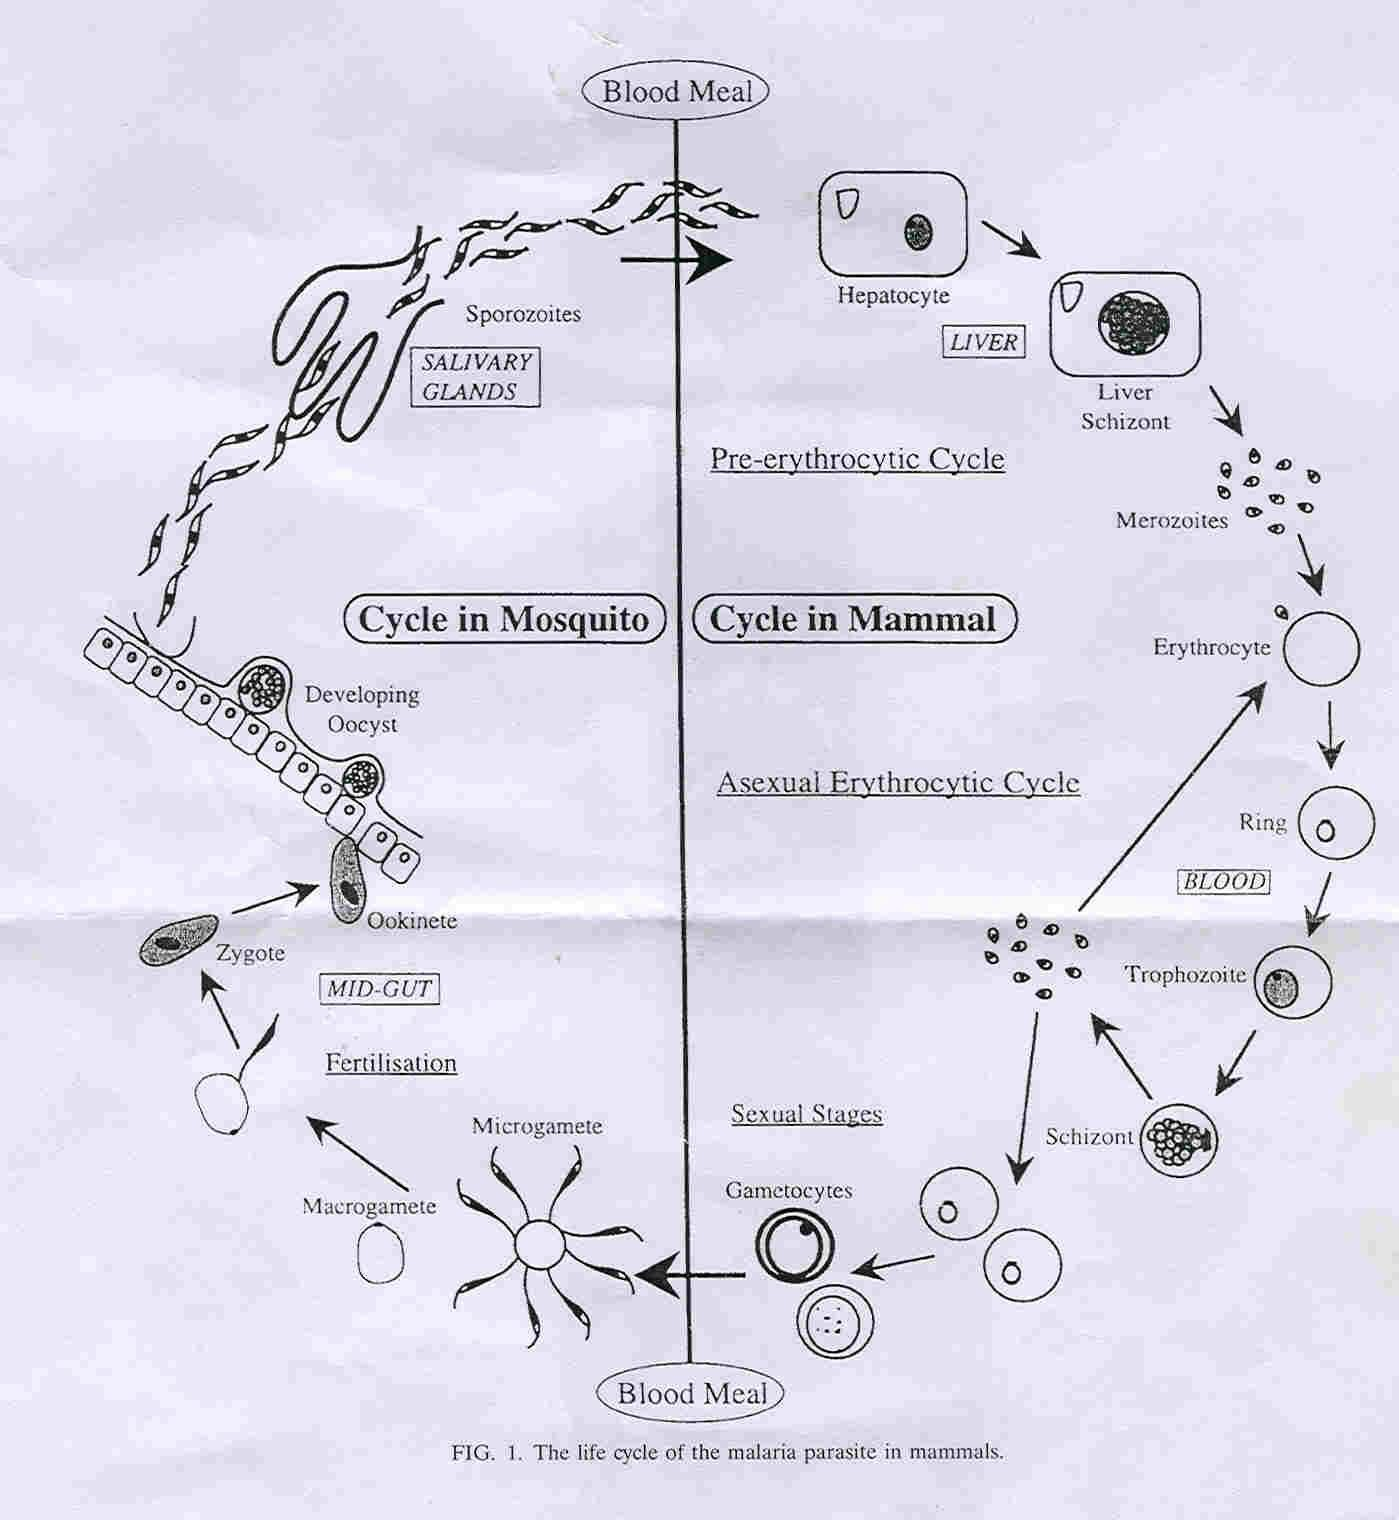 Blood Meal
Hepatocyte
Sporozoites
LIVER
SALIVARY
GLANDS
Liver
Schizont
Pre-erythrocytic Cycle
Merozoites
Cycle in Mosquito
Cycle in Mammal
Erythrocyte
Developing
Oocyst
Asexual Erythrocytic Cycle
Ring
BLOOD
Ookinete
Zygote
Trophozoite
MID-GUT
Fertilisation
Sexual Stages
Microgamete
Schizont
Gametocytes
Macrogamete
Blood Meal
FIG. 1. The life cycle of the malaria parasite in mammals.